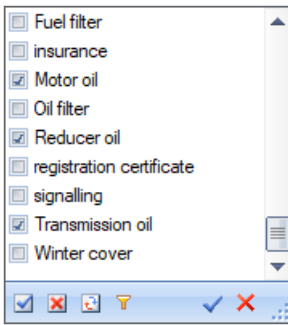 Fuel filter
insurance
Motor oil
Oil filter
Reducer oil
registration certificate
signalling
Transmission oil
Winter cover